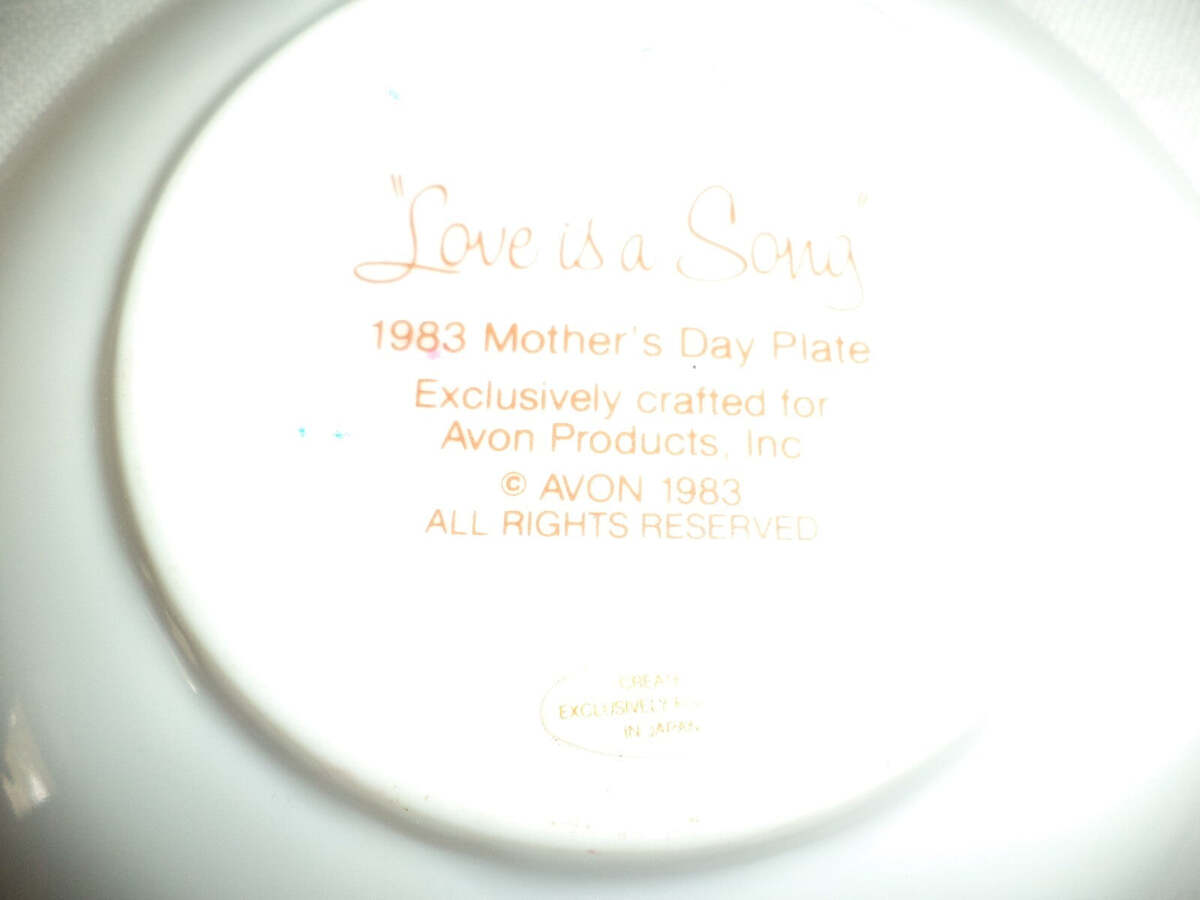 "Love is a Song"
1983 Mother's Day Plate
Exclusively crafted for
Avon Products, Inc
© AVON 1983
ALL RIGHTS RESERVED
EXCLUSIVELY
IN JAPAN